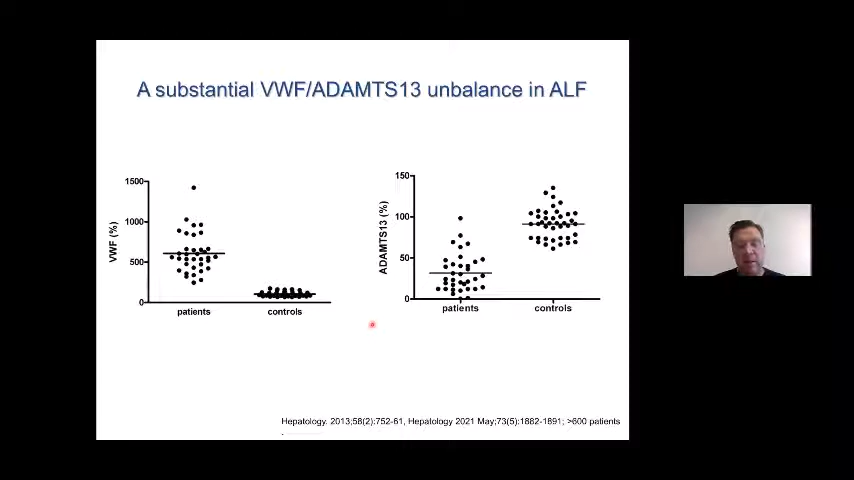 A substantial VWF/ADAMTS13 unbalance in ALF
1500
1000
500
0
VWF (%)
patients
controls
150
100
50
0
ADAMTS13 (%)
patients
controls
Hepatology. 2013;58(2):752-61, Hepatology 2021 May;73(5):1882-1891; >600 patients